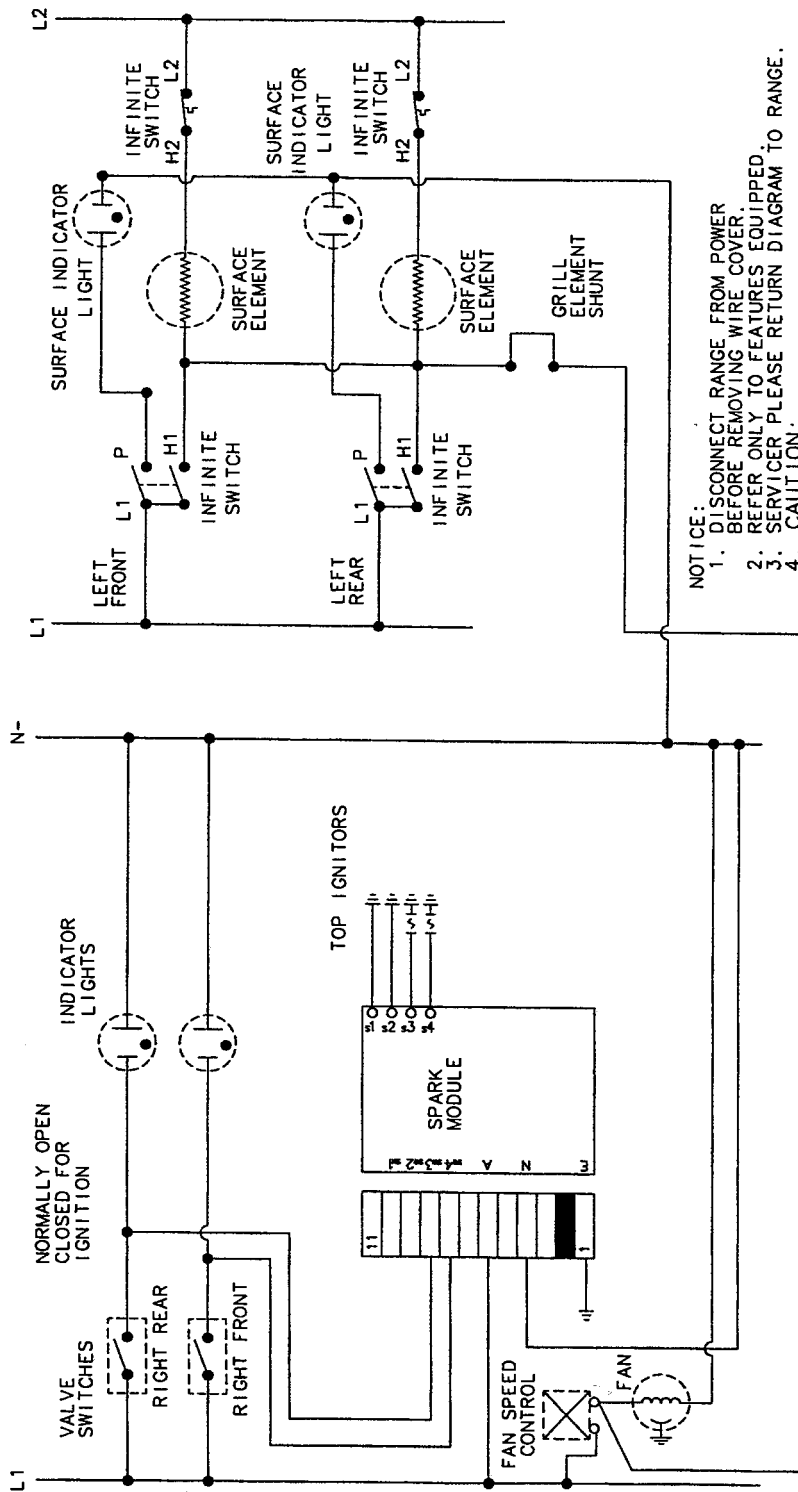 L1
N-
L1
L2
VALVE
SWITCHES
RIGHT REAR
RIGHT FRONT
NORMALLY OPEN
CLOSED FOR
IGNITION
INDICATOR
LIGHTS
TOP IGNITORS
s1
s2
s3
s4
SPARK
MODULE
A
N
E
11
1
FAN SPEED
CONTROL
FAN
LEFT
FRONT
L1
P
H1
INFINITE
SWITCH
SURFACE INDICATOR
LIGHT
SURFACE
ELEMENT
INFINITE
SWITCH
H2
L2
LEFT
REAR
L1
P
H1
INFINITE
SWITCH
SURFACE
INDICATOR
LIGHT
SURFACE
ELEMENT
INFINITE
SWITCH
H2
L2
GRILL
ELEMENT
SHUNT
NOTICE:
1. DISCONNECT RANGE FROM POWER
BEFORE REMOVING WIRE COVER.
2. REFER ONLY TO FEATURES EQUIPPED.
3. SERVICER PLEASE RETURN DIAGRAM TO RANGE.
4 CAUTION: